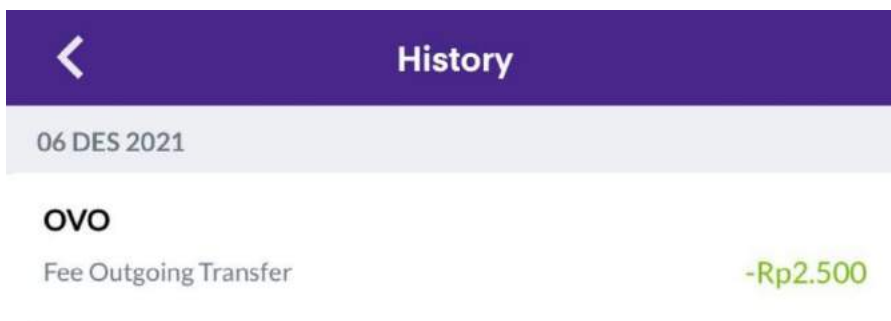 History
06 DES 2021
OVO
Fee Outgoing Transfer -Rp2.500